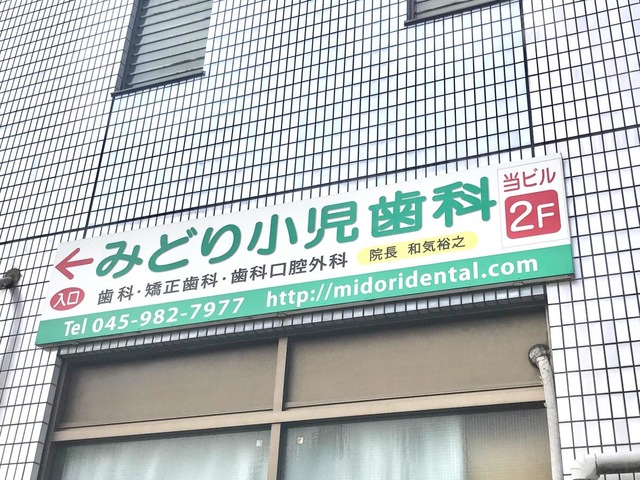 ← みどり小児歯科
当ビル
2F
入口
歯科・矯正歯科・歯科口腔外科
院長 和気裕之
Tel 045-982-7977 http://midoridental.com